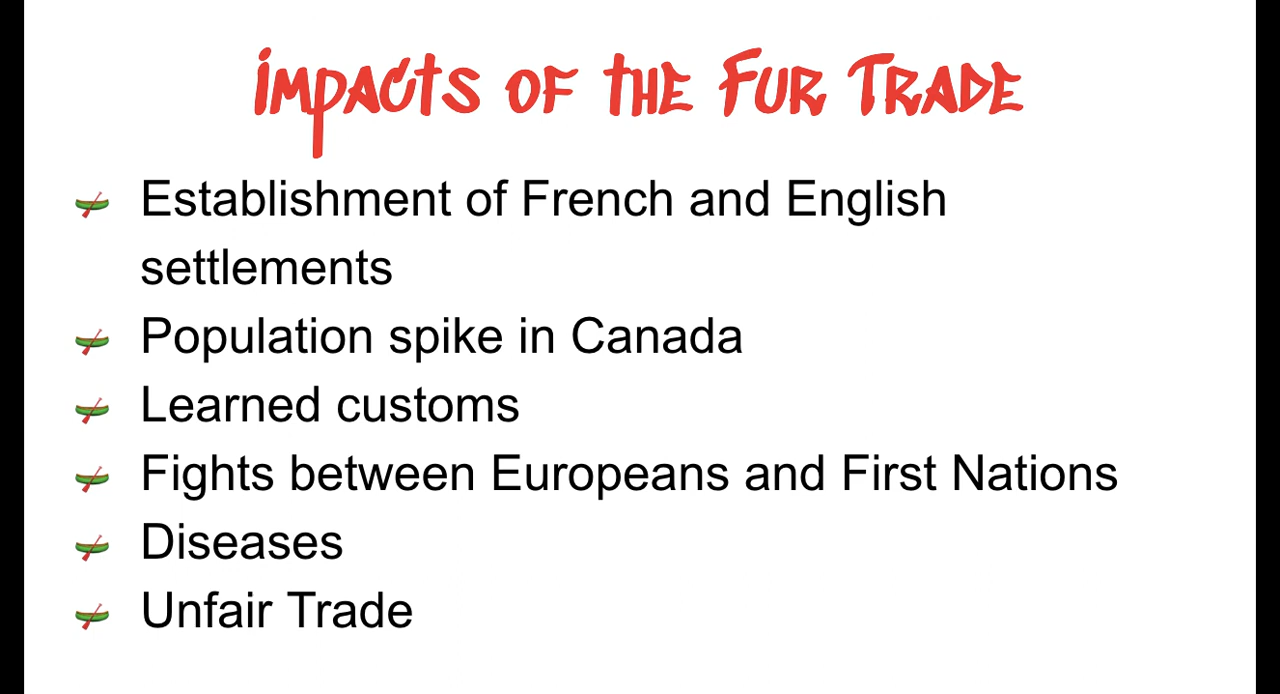 Impacts of the Fur Trade
Establishment of French and English
settlements
Population spike in Canada
Learned customs
Fights between Europeans and First Nations
Diseases
Unfair Trade